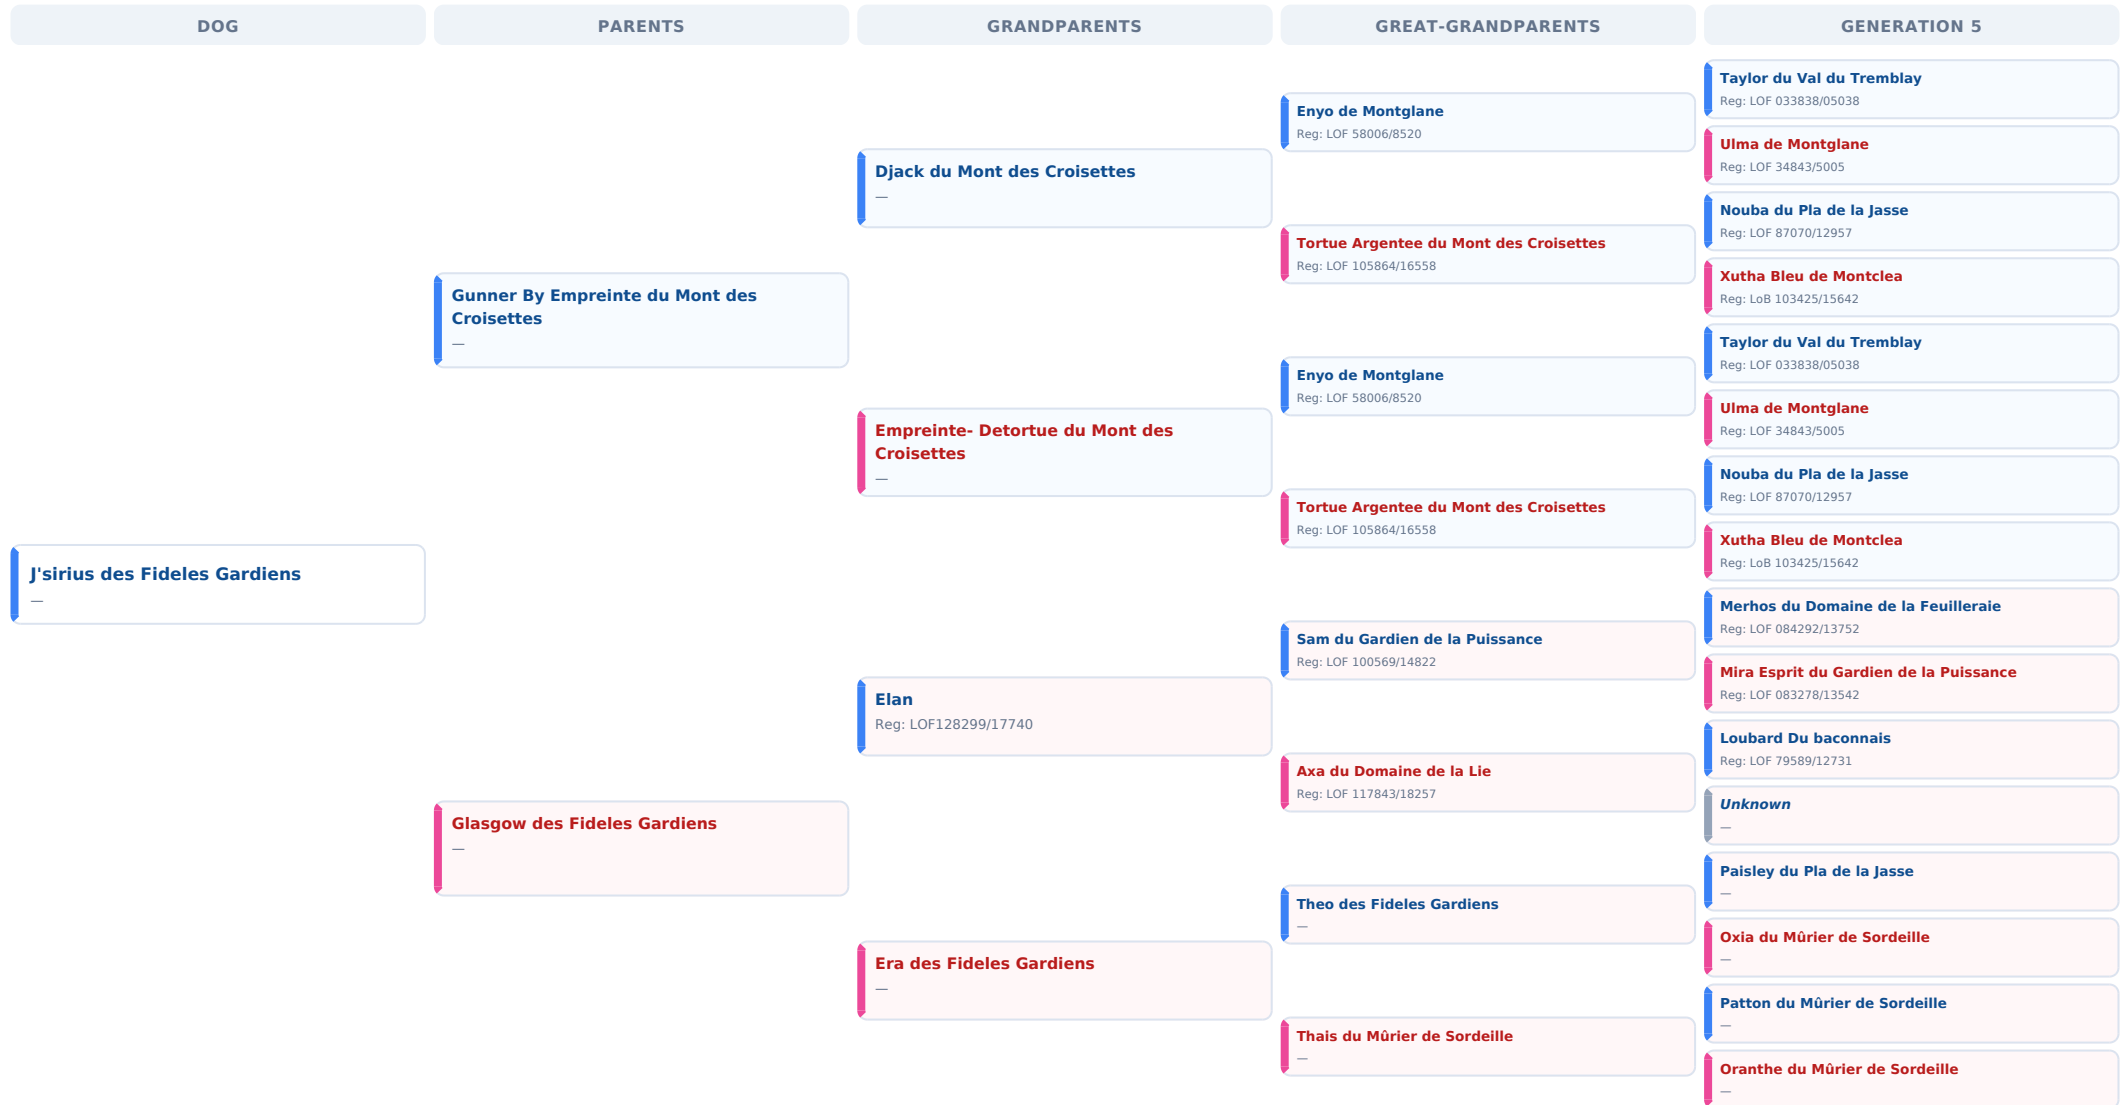 DOG
PARENTS
GRANDPARENTS
GREAT-GRANDPARENTS
GENERATION 5
J'sirius des Fideles Gardiens
—
Gunner By Empreinte du Mont des
Croisettes
—
Glasgow des Fideles Gardiens
—
Djack du Mont des Croisettes
—
Empreinte- Detortue du Mont des
Croisettes
—
Elan
Reg: LOF128299/17740
Era des Fideles Gardiens
—
Enyo de Montglane
Reg: LOF 58006/8520
Tortue Argentee du Mont des Croisettes
Reg: LOF 105864/16558
Enyo de Montglane
Reg: LOF 58006/8520
Tortue Argentee du Mont des Croisettes
Reg: LOF 105864/16558
Sam du Gardien de la Puissance
Reg: LOF 100569/14822
Axa du Domaine de la Lie
Reg: LOF 117843/18257
Theo des Fideles Gardiens
—
Thais du Mûrier de Sordeille
—
Taylor du Val du Tremblay
Reg: LOF 033838/05038
Ulma de Montglane
Reg: LOF 34843/5005
Nouba du Pla de la Jasse
Reg: LOF 87070/12957
Xutha Bleu de Montclea
Reg: LoB 103425/15642
Taylor du Val du Tremblay
Reg: LOF 033838/05038
Ulma de Montglane
Reg: LOF 34843/5005
Nouba du Pla de la Jasse
Reg: LOF 87070/12957
Xutha Bleu de Montclea
Reg: LoB 103425/15642
Merhos du Domaine de la Feuilleraie
Reg: LOF 084292/13752
Mira Esprit du Gardien de la Puissance
Reg: LOF 083278/13542
Loubard Du baconnais
Reg: LOF 79589/12731
Unknown
—
Paisley du Pla de la Jasse
—
Oxia du Mûrier de Sordeille
—
Patton du Mûrier de Sordeille
—
Oranthe du Mûrier de Sordeille
—